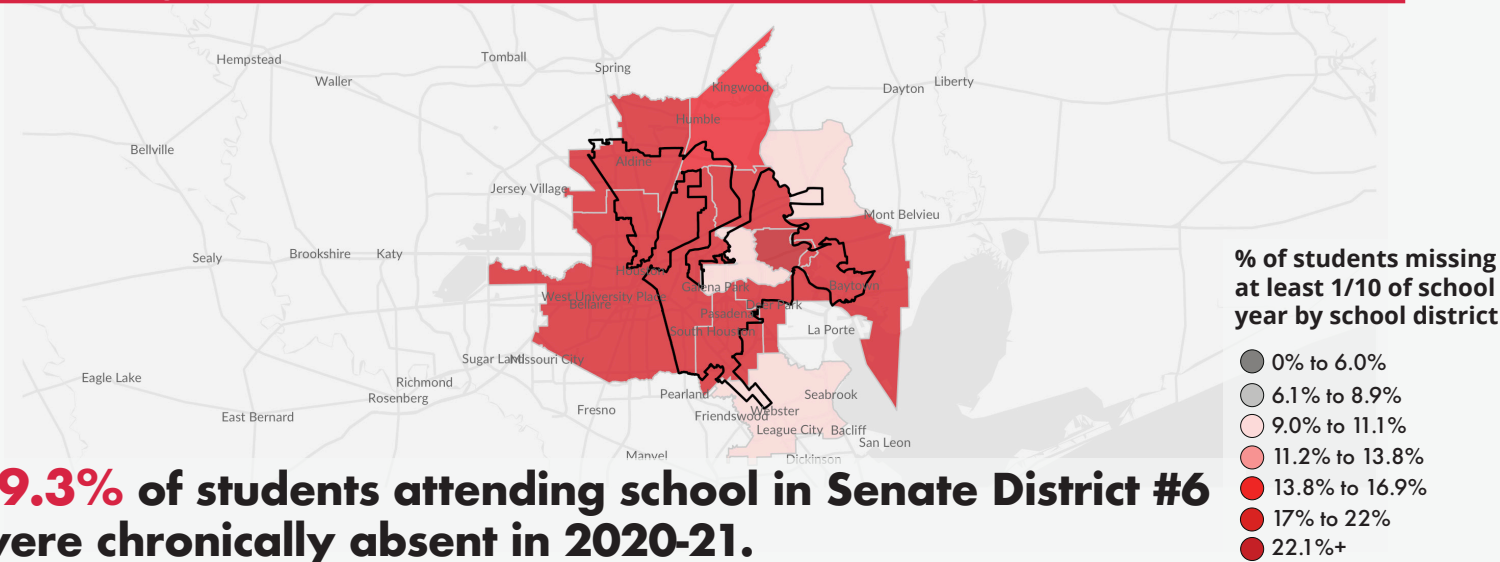 Hempstead
Tomball
Spring
Waller
Kingwood
Dayton
Liberty
Humble
Bellville
Aldine
Jersey Village
Mont Belvieu
Sealy
Brookshire
Katy
Houston
Galena Park
Baytown
West University Place
Bellaire
Deer Park
Pasadena
South Houston
La Porte
Sugar Land
Missouri City
Eagle Lake
Richmond
Rosenberg
Pearland
Seabrook
East Bernard
Fresno
Friendswood
Webster
League City
Bacliff
San Leon
Manvel
Dickinson
% of students missing
at least 1/10 of school
year by school district
0% to 6.0%
6.1% to 8.9%
9.0% to 11.1%
11.2% to 13.8%
13.8% to 16.9%
17% to 22%
22.1%+
9.3% of students attending school in Senate District #6
were chronically absent in 2020-21.